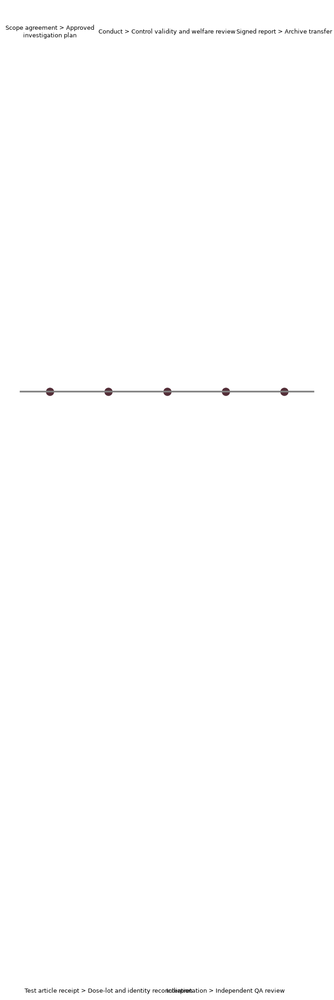 Scope agreement > Approved
investigation plan
Conduct > Control validity and welfare review
Signed report > Archive transfer
Test article receipt > Dose-lot and identity reconciliation
Interpretation > Independent QA review